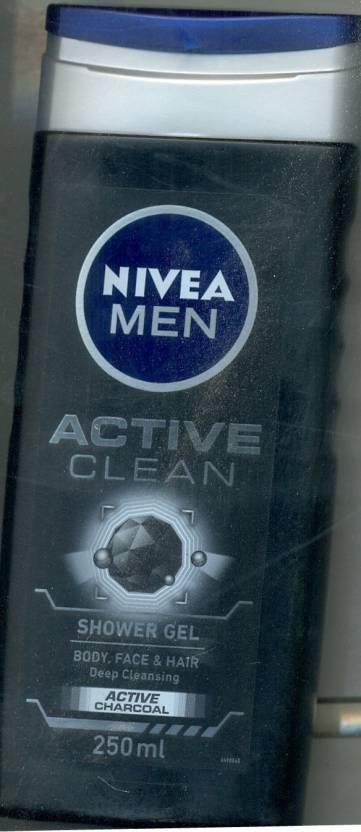 NIVEA
MEN
ACTIVE
CLEAN
SHOWER GEL
BODY, FACE & HAIR
Deep Cleansing
ACTIVE
CHARCOAL
250ml